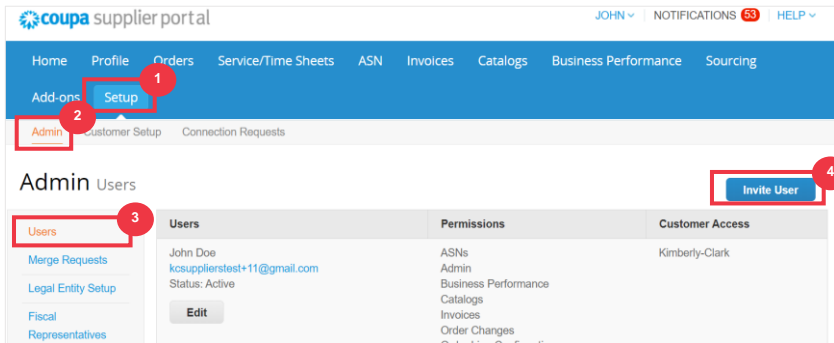 coupa supplier portal
JOHN NOTIFICATIONS 53 HELP
Home Profile Orders Service/Time Sheets ASN Invoices Catalogs Business Performance Sourcing
1
Add-ons Setup
2
Admin Customer Setup Connection Requests
Admin Users
4
Invite User
3
Users
Users Permissions Customer Access
John Doe ASNs Kimberly-Clark
kcsupplierstest+11@gmail.com Admin
Merge Requests
Status: Active Business Performance
Legal Entity Setup
Catalogs
Edit Invoices
Fiscal
Representatives
Order Changes